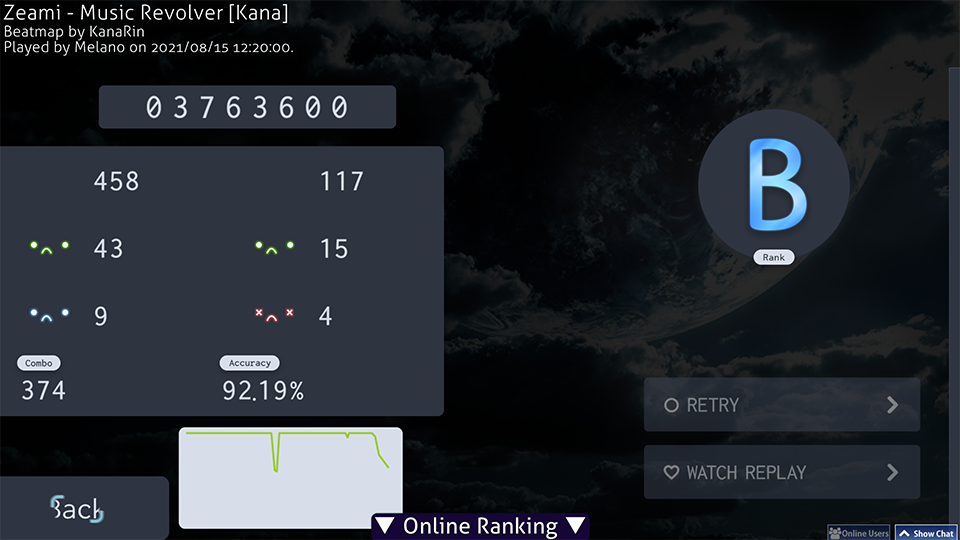 Zeami - Music Revolver [Kana]
Beatmap by KanaRin
Played by Melano on 2021/08/15 12:20:00.
03763600
458 117
43 15
9 4
Combo Accuracy
374 92.19%
B
Rank
RETRY
WATCH REPLAY
Back
▼ Online Ranking ▼
Online Users Show Chat